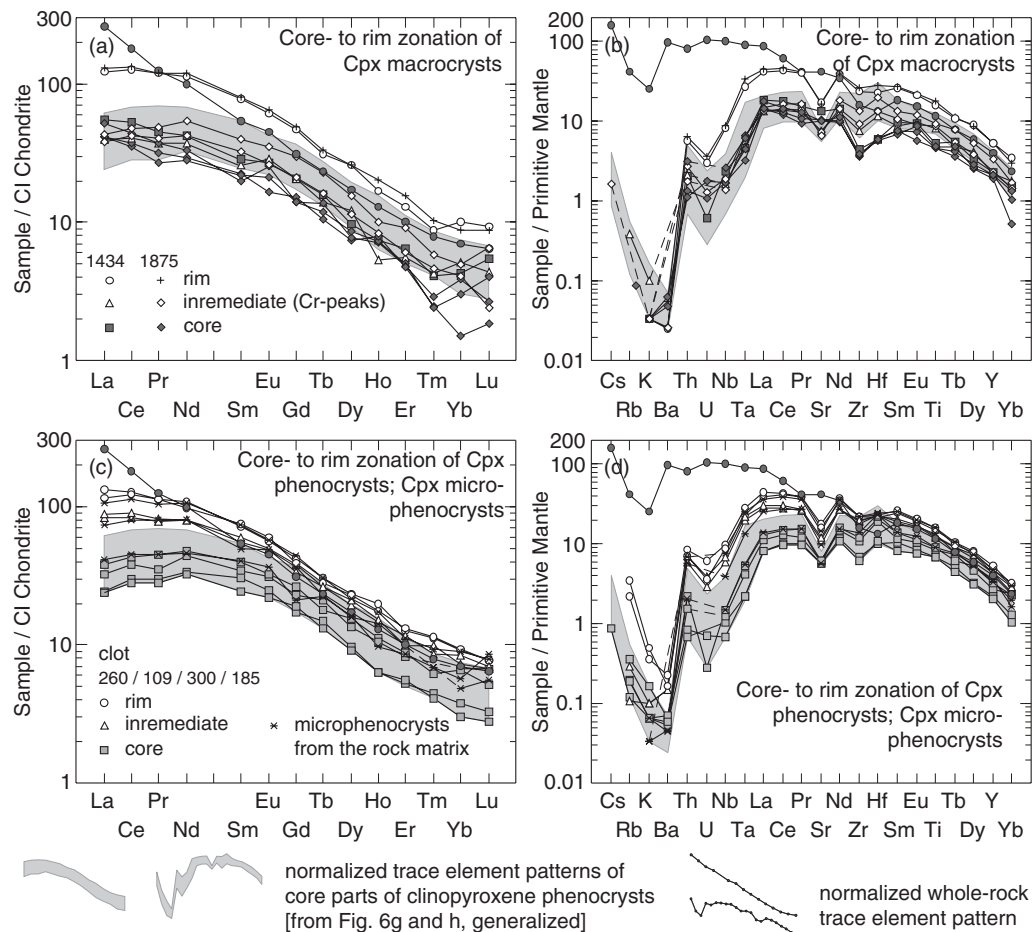 300
(a)
Core- to rim zonation of
Cpx macrocrysts
100
10
1
Sample / CI Chondrite
1434 1875
rim
inremediate (Cr-peaks)
core
La Pr Eu Tb Ho Tm Lu
Ce Nd Sm Gd Dy Er Yb
200
100
(b)
Core- to rim zonation
of Cpx macrocrysts
10
1
0.1
0.01
Sample / Primitive Mantle
Cs K Th Nb La Pr Nd Hf Eu Tb Y
Rb Ba U Ta Ce Sr Zr Sm Ti Dy Yb
300
(c)
Core- to rim zonation of Cpx
phenocrysts; Cpx micro-
phenocrysts
100
10
1
Sample / CI Chondrite
clot
260 / 109 / 300 / 185
rim
inremediate
core
microphenocrysts
from the rock matrix
La Pr Eu Tb Ho Tm Lu
Ce Nd Sm Gd Dy Er Yb
200
100
(d)
10
1
0.1
0.01
Sample / Primitive Mantle
Core- to rim zonation of Cpx
phenocrysts; Cpx micro-
phenocrysts
Cs K Th Nb La Pr Nd Hf Eu Tb Y
Rb Ba U Ta Ce Sr Zr Sm Ti Dy Yb
normalized trace element patterns of
core parts of clinopyroxene phenocrysts
[from Fig. 6g and h, generalized]
normalized whole-rock
trace element pattern